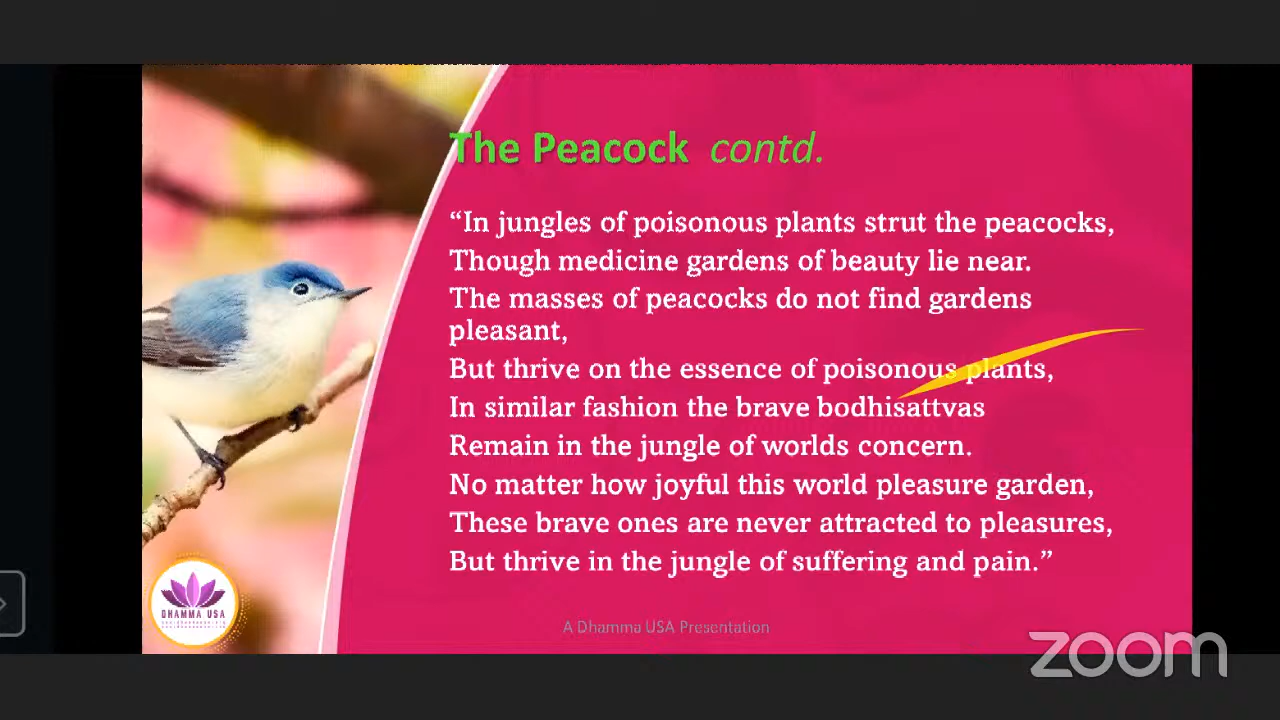 The Peacock contd.
“In jungles of poisonous plants strut the peacocks,
Though medicine gardens of beauty lie near.
The masses of peacocks do not find gardens
pleasant,
But thrive on the essence of poisonous plants,
In similar fashion the brave bodhisattvas
Remain in the jungle of worlds concern.
No matter how joyful this world pleasure garden,
These brave ones are never attracted to pleasures,
But thrive in the jungle of suffering and pain.”
DHAMMA USA
A Dhamma USA Presentation
zoom